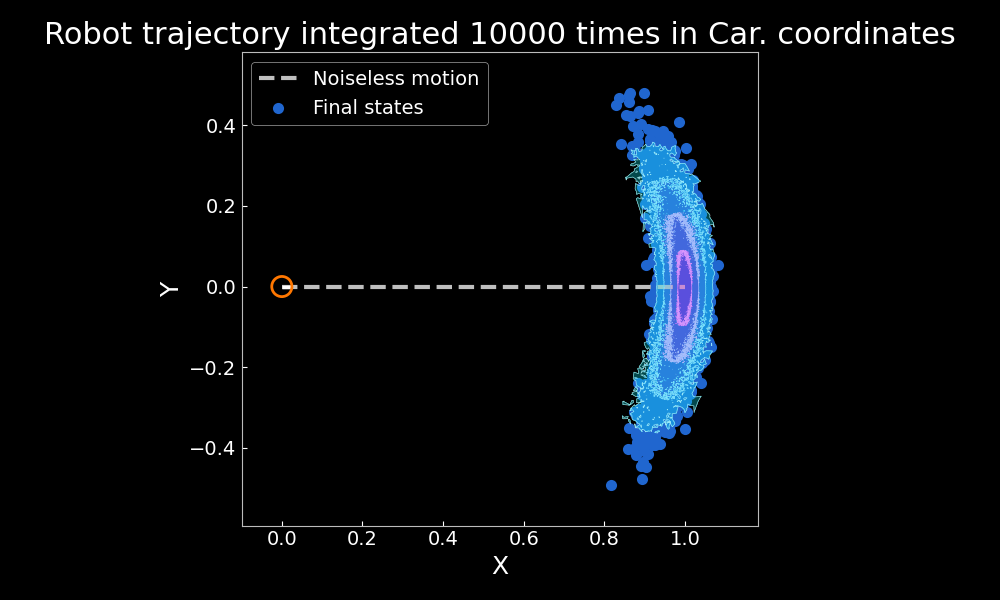 Robot trajectory integrated 10000 times in Car. coordinates
Noiseless motion
Final states
0.4
0.2
0.0
−0.2
−0.4
Y
0.0 0.2 0.4 0.6 0.8 1.0
X